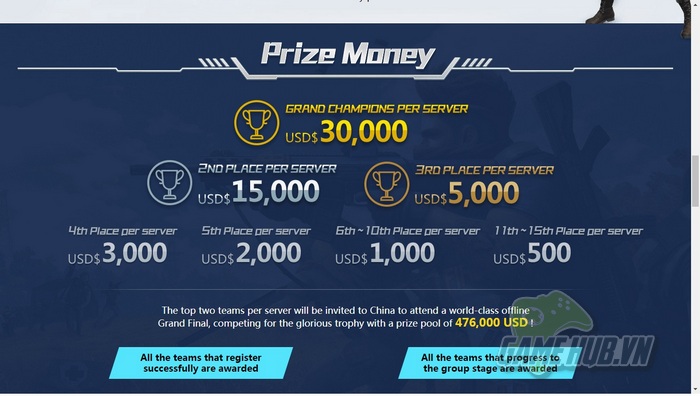 Prize Money
GRAND CHAMPIONS PER SERVER
USD$30,000
2ND PLACE PER SERVER
USD$15,000
3RD PLACE PER SERVER
USD$5,000
4th Place per server
USD$3,000
5th Place per server
USD$2,000
6th~10th Place per server
USD$1,000
11th~15th Place per server
USD$500
The top two teams per server will be invited to China to attend a world-class offline
Grand Final, competing for the glorious trophy with a prize pool of 476,000 USD!
All the teams that register
successfully are awarded
All the teams that progress to
the group stage are awarded
GAMEHUB.VN